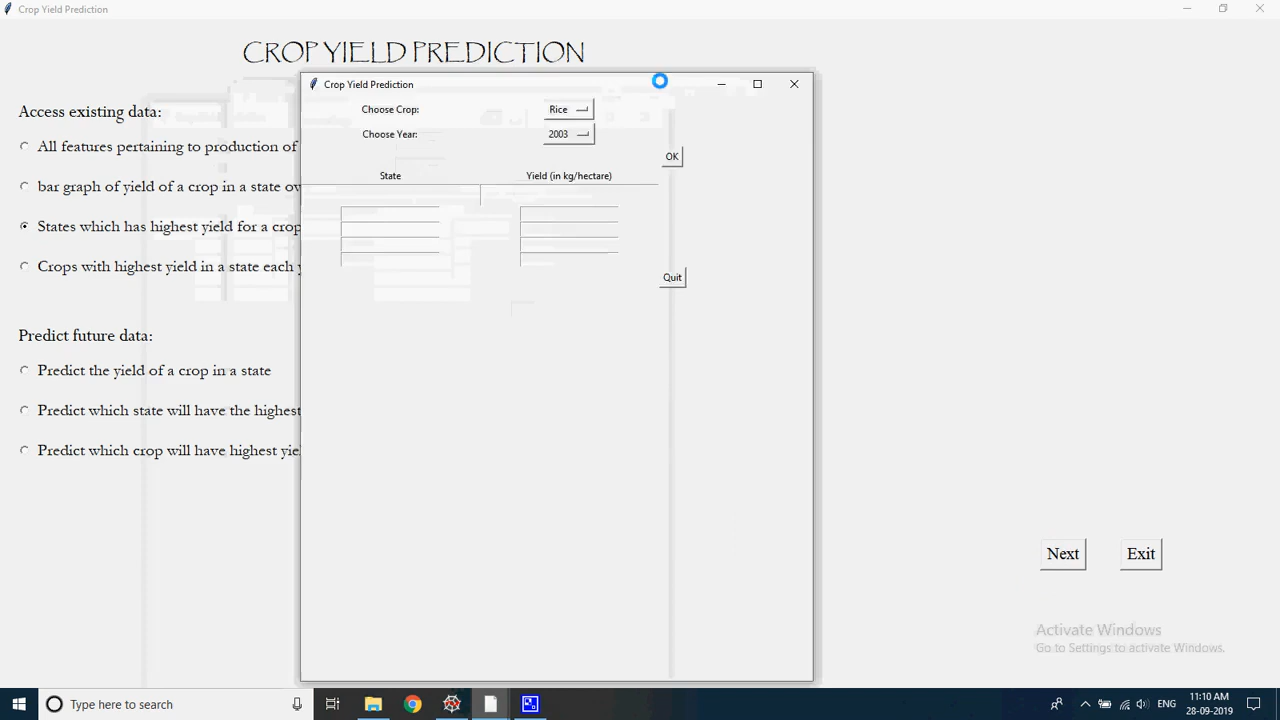 Crop Yield Prediction
CROP YIELD PREDICTION
Crop Yield Prediction
Choose Crop: Rice
Choose Year: 2003
OK
State Yield (in kg/hectare)
Quit
Access existing data:
All features pertaining to production of
bar graph of yield of a crop in a state ov
States which has highest yield for a crop
Crops with highest yield in a state each y
Predict future data:
Predict the yield of a crop in a state
Predict which state will have the highest
Predict which crop will have highest yie
Next Exit
Activate Windows
Go to Settings to activate Windows.
Type here to search
ENG
11:10 AM
28-09-2019